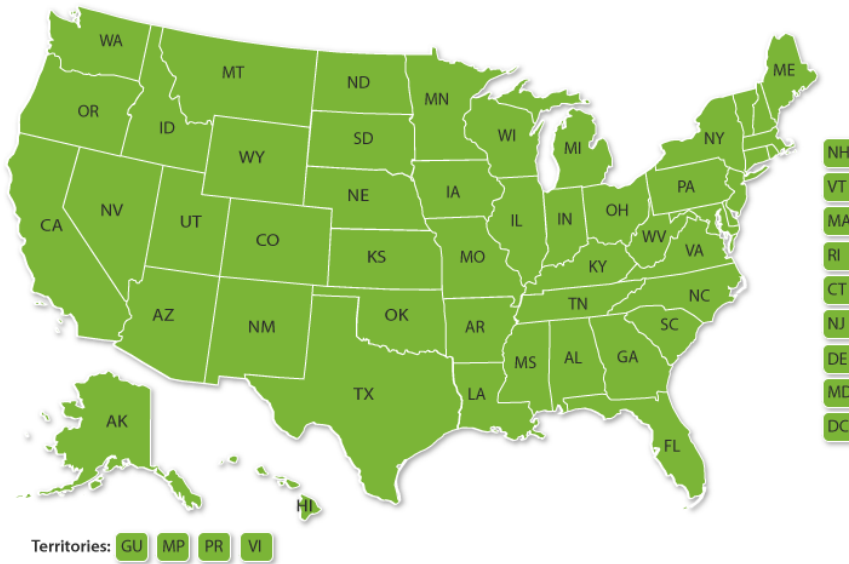 WA
MT
ND
MN
ME
OR
ID
SD
WI
MI
NY
WY
NE
IA
PA
CA
NV
UT
CO
KS
MO
IL
IN
OH
WV
VA
KY
AZ
NM
OK
AR
TN
NC
SC
TX
LA
MS
AL
GA
FL
AK
HI
NH
VT
MA
RI
CT
NJ
DE
MD
DC
Territories: GU MP PR VI